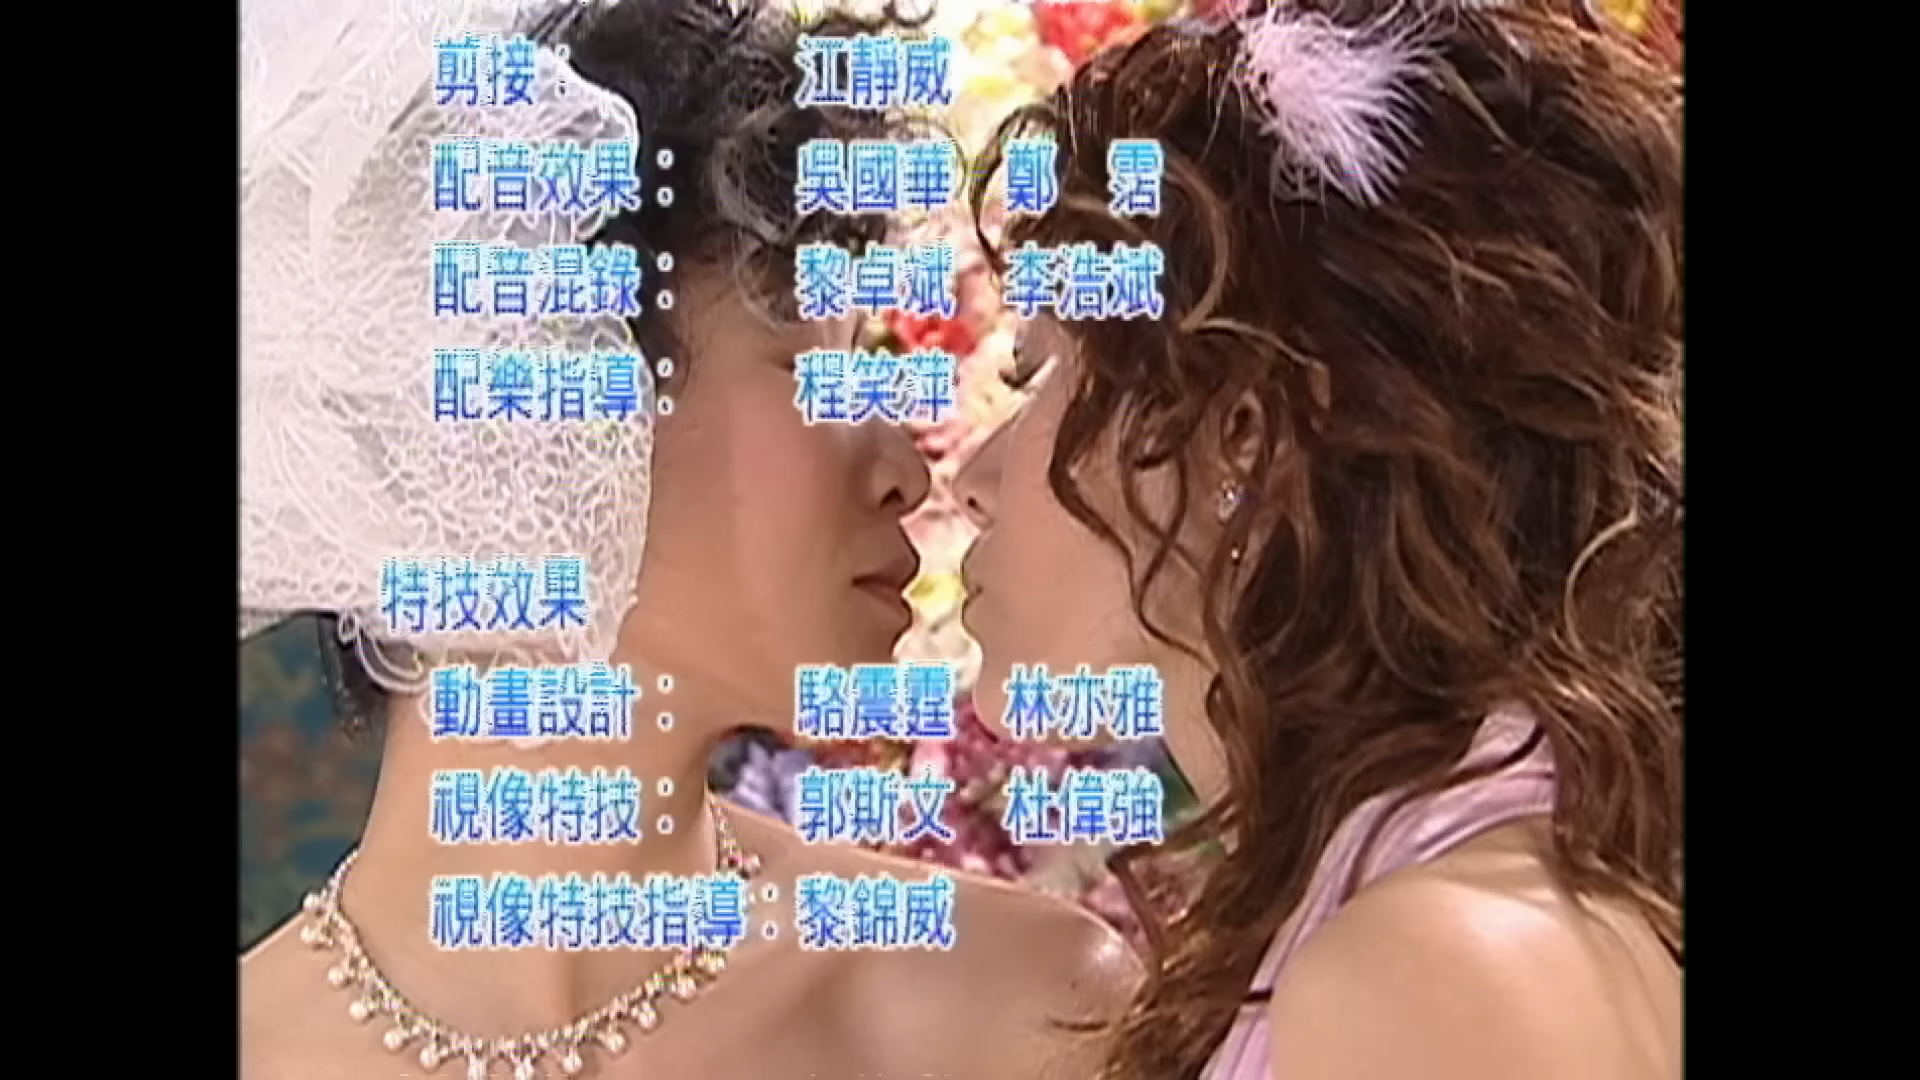 剪接：江靜威
配音效果：吳國華 鄭 霑
配音混錄：黎卓斌 李浩斌
配樂指導：程笑萍
特技效果
動畫設計：駱震霆 林亦雅
視像特技：郭斯文 杜偉強
視像特技指導：黎錦威